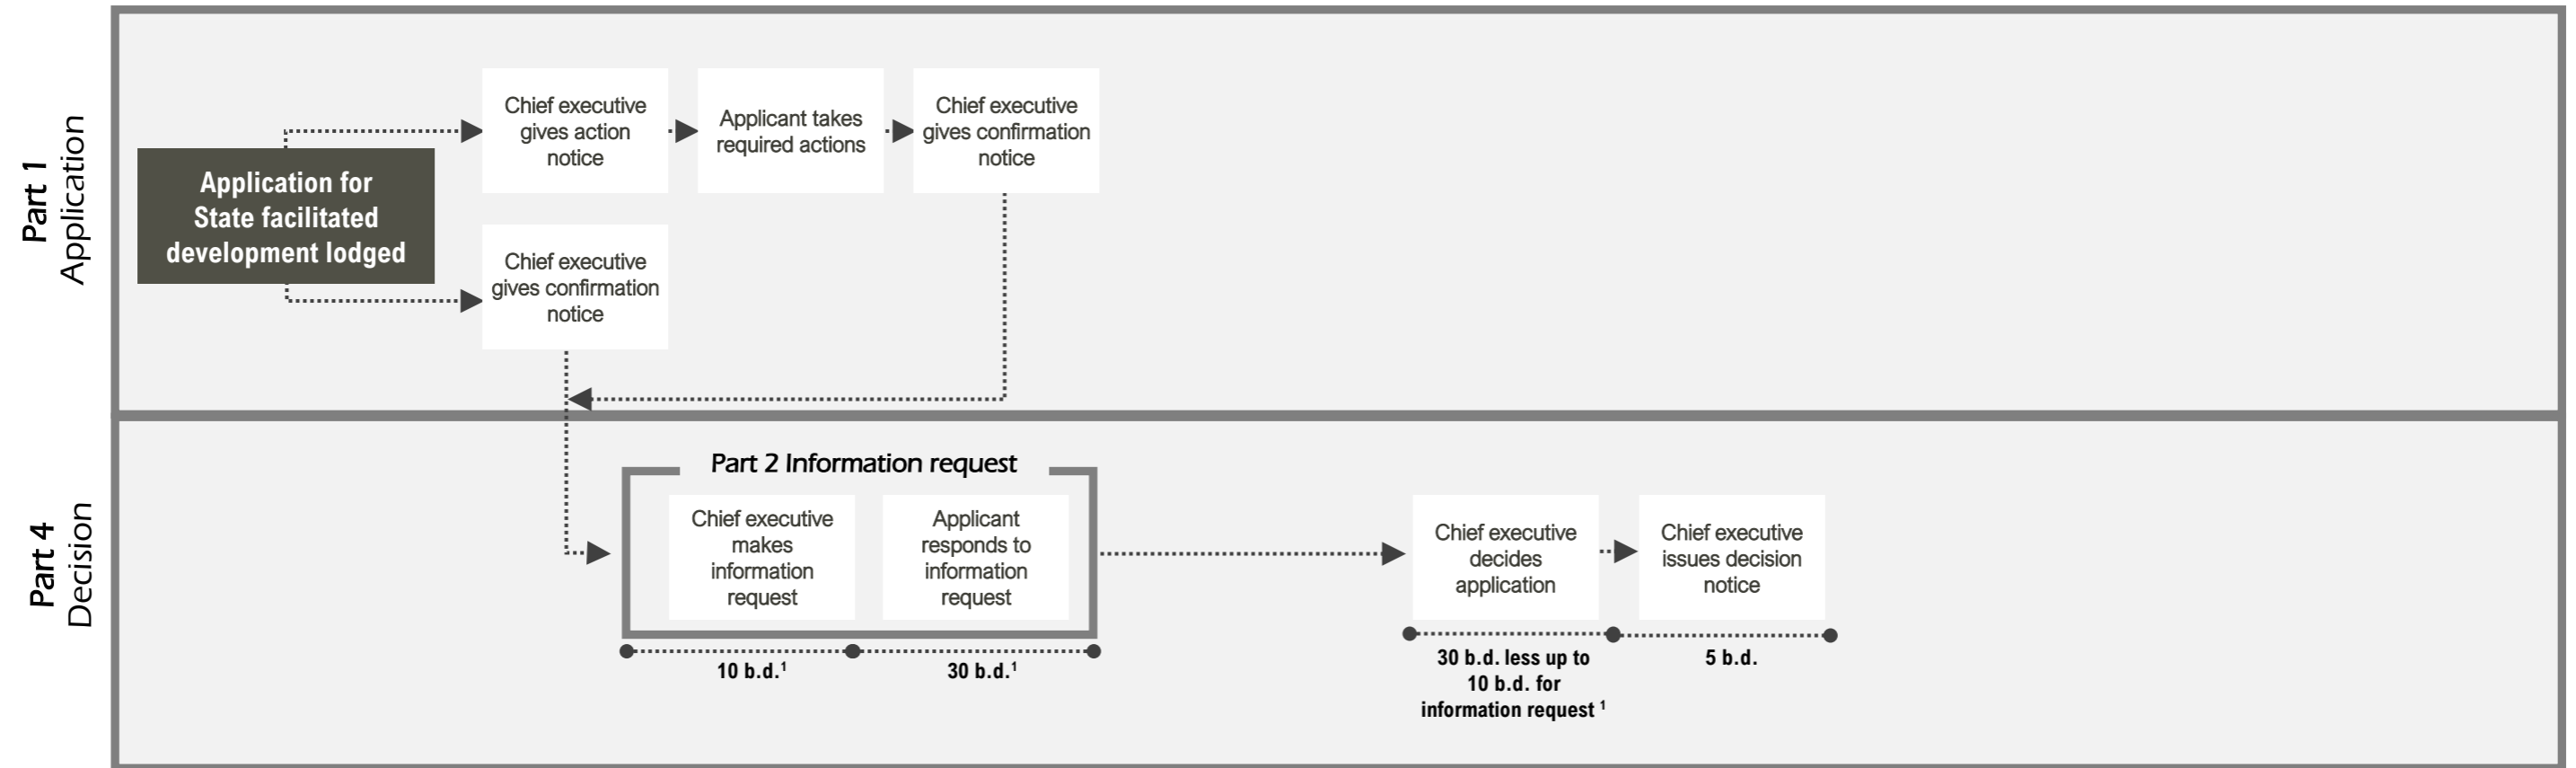 Part 1
Application
Application for
State facilitated
development lodged
Chief executive
gives action
notice
Applicant takes
required actions
Chief executive
gives confirmation
notice
Chief executive
gives confirmation
notice
Part 4
Decision
Part 2 Information request
Chief executive
makes
information
request
Applicant
responds to
information
request
10 b.d.¹
30 b.d.¹
Chief executive
decides
application
Chief executive
issues decision
notice
30 b.d. less up to
10 b.d. for
information request ¹
5 b.d.